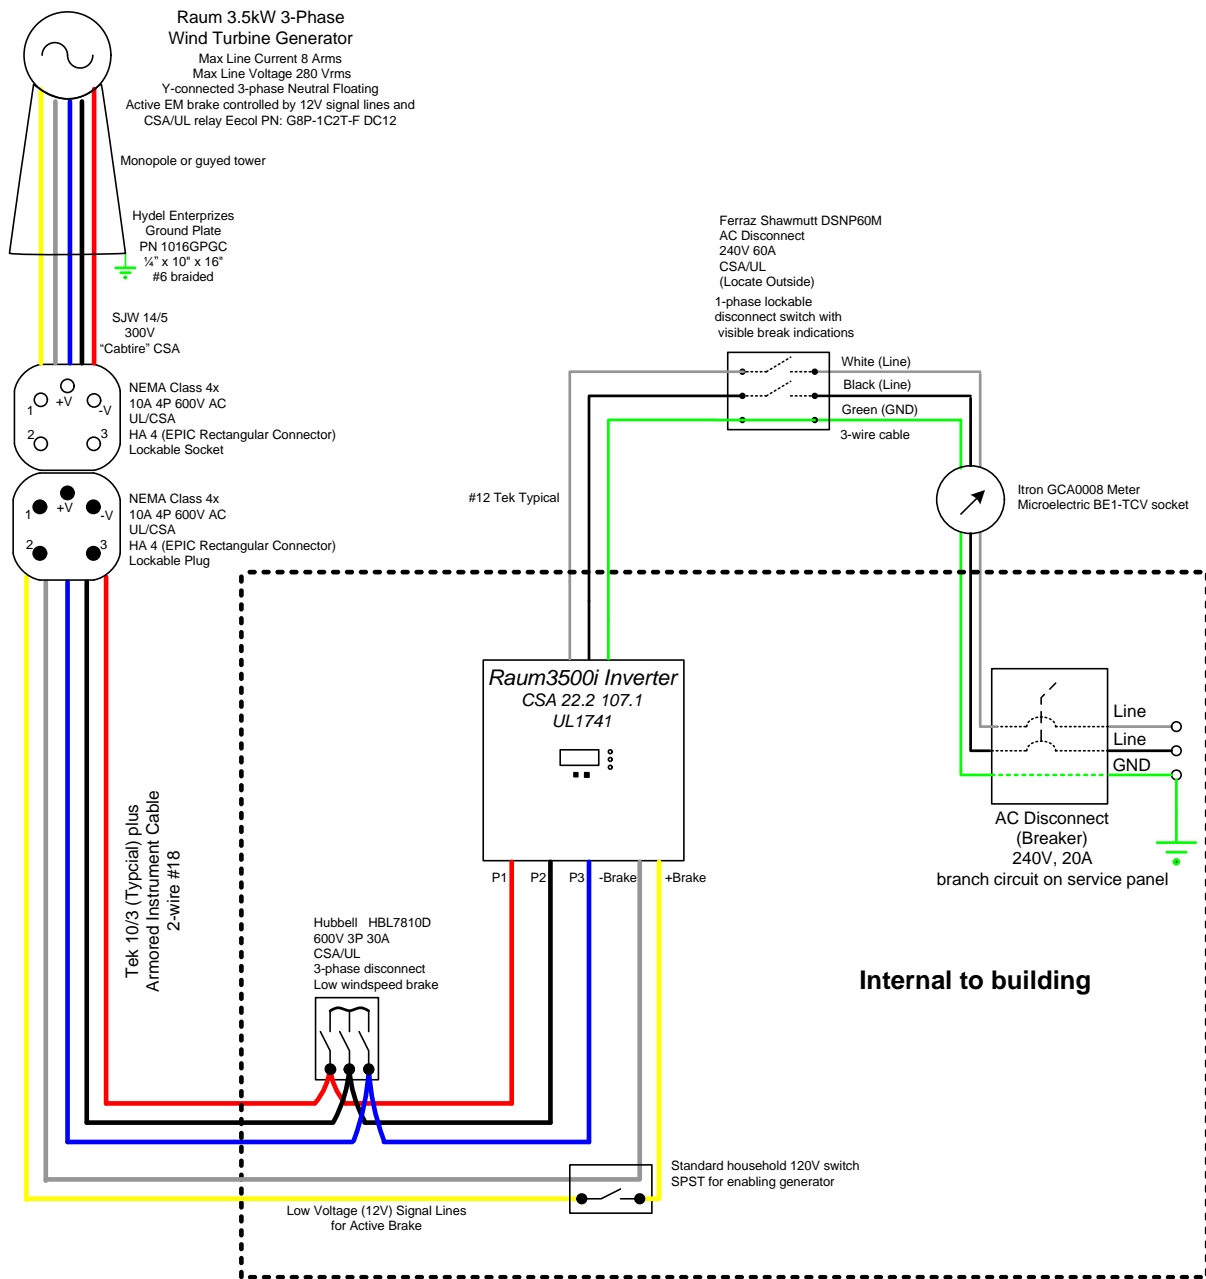 Raum 3.5kW 3-Phase
Wind Turbine Generator
Max Line Current 8 Arms
Max Line Voltage 280 Vrms
Y-connected 3-phase Neutral Floating
Active EM brake controlled by 12V signal lines and
CSA/UL relay Eecol PN: G8P-1C2T-F DC12
Monopole or guyed tower
Hydel Enterprizes
Ground Plate
PN 1016GPGC
¼” x 10" x 16"
#6 braided
SJW 14/5
300V
“Cabtire” CSA
1
+V
-V
2
3
NEMA Class 4x
10A 4P 600V AC
UL/CSA
HA 4 (EPIC Rectangular Connector)
Lockable Socket
1
+V
-V
2
3
NEMA Class 4x
10A 4P 600V AC
UL/CSA
HA 4 (EPIC Rectangular Connector)
Lockable Plug
Ferraz Shawmutt DSNP60M
AC Disconnect
240V 60A
CSA/UL
(Locate Outside)
1-phase lockable
disconnect switch with
visible break indications
White (Line)
Black (Line)
Green (GND)
3-wire cable
#12 Tek Typical
Itron GCA0008 Meter
Microelectric BE1-TCV socket
Raum3500i Inverter
CSA 22.2 107.1
UL1741
P1
P2
P3
-Brake
+Brake
Line
Line
GND
AC Disconnect
(Breaker)
240V, 20A
branch circuit on service panel
Tek 10/3 (Typcial) plus
Armored Instrument Cable
2-wire #18
Hubbell HBL7810D
600V 3P 30A
CSA/UL
3-phase disconnect
Low windspeed brake
Internal to building
Standard household 120V switch
SPST for enabling generator
Low Voltage (12V) Signal Lines
for Active Brake